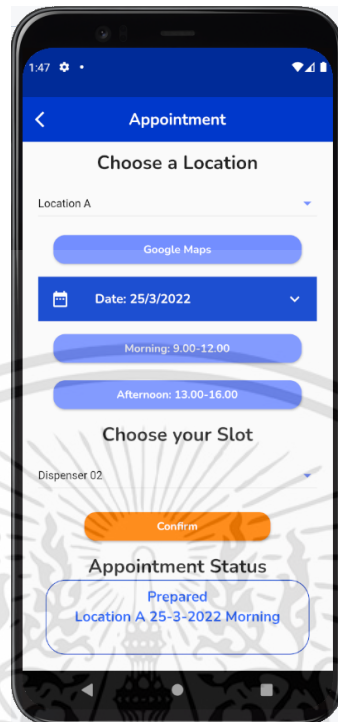 1:47
Appointment
Choose a Location
Location A
Google Maps
Date: 25/3/2022
Morning: 9.00-12.00
Afternoon: 13.00-16.00
Choose your Slot
Dispenser 02
Confirm
Appointment Status
Prepared
Location A 25-3-2022 Morning